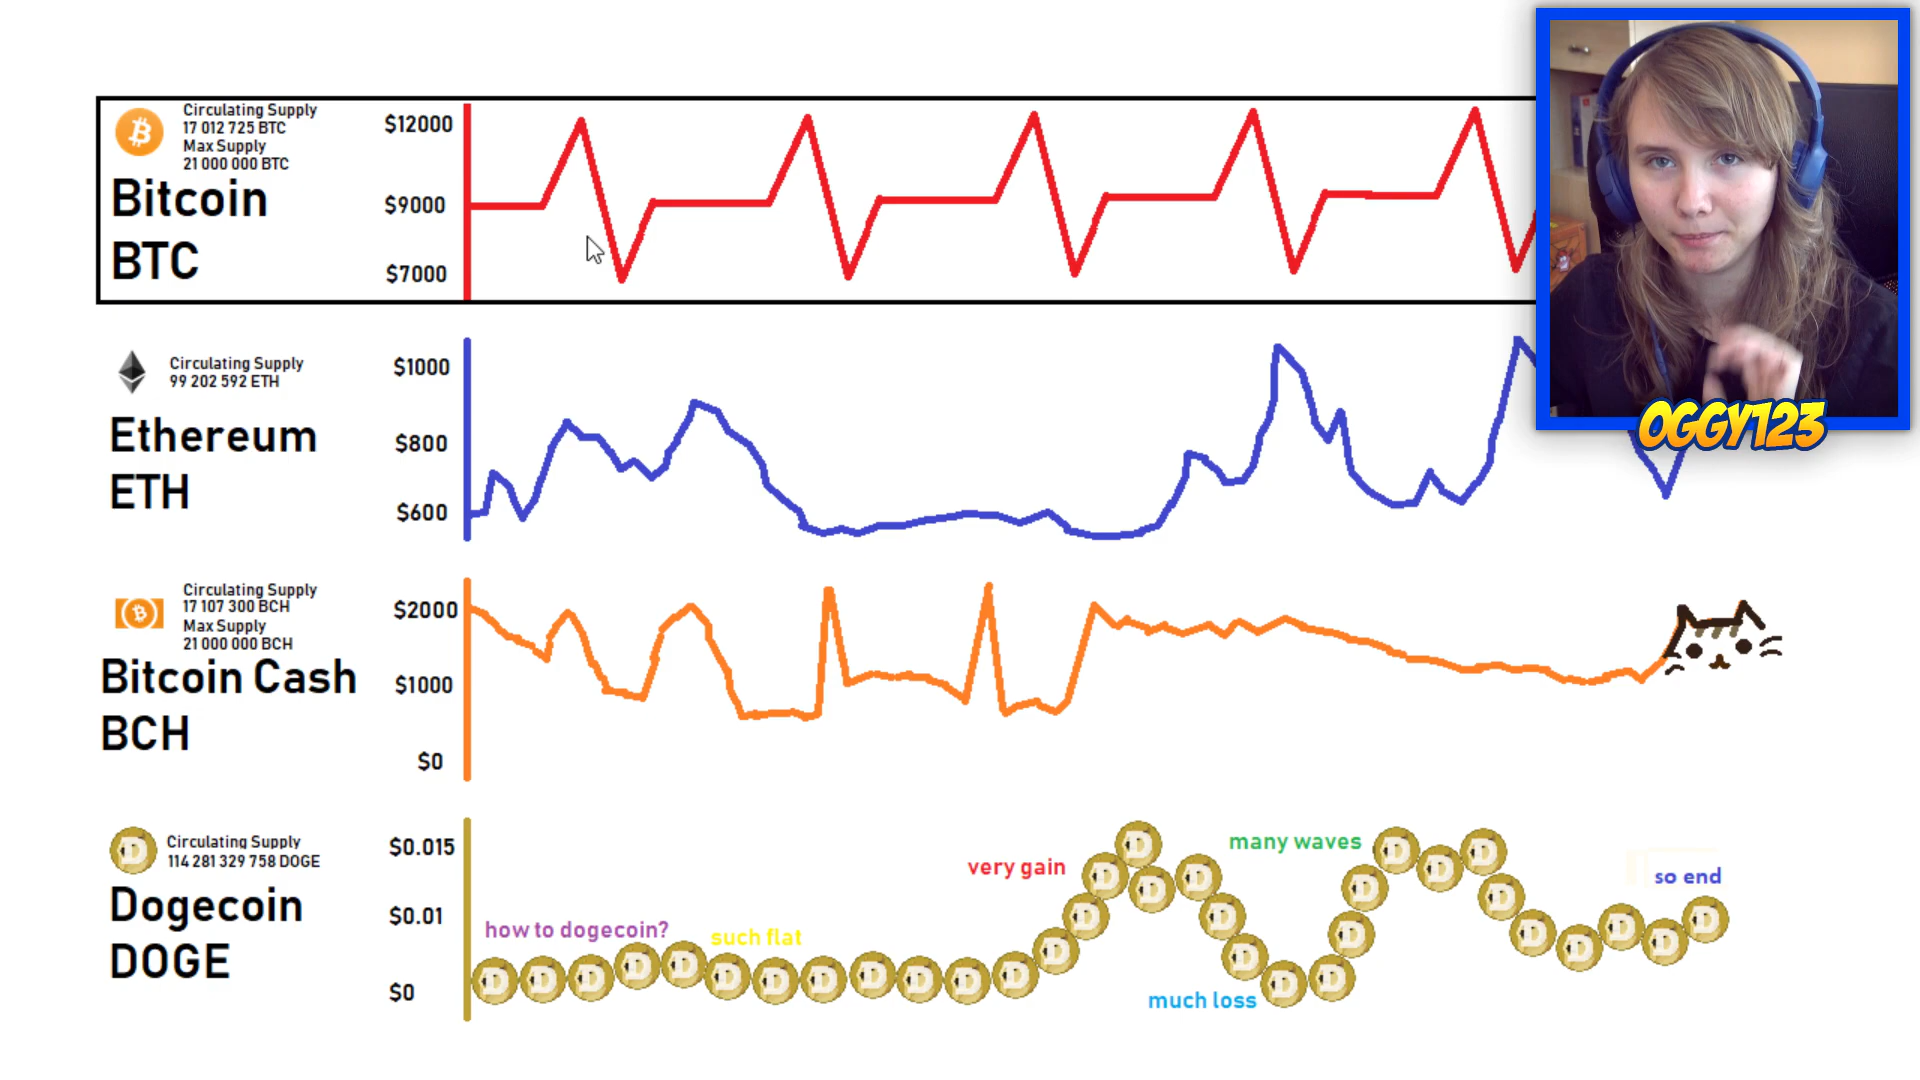 Circulating Supply
17 012 725 BTC
Max Supply
21 000 000 BTC
Bitcoin
BTC
$12000
$9000
$7000
OGGY123
Circulating Supply
99 202 592 ETH
Ethereum
ETH
$1000
$800
$600
Circulating Supply
17 107 300 BCH
Max Supply
21 000 000 BCH
Bitcoin Cash
BCH
$2000
$1000
$0
Circulating Supply
114 281 329 758 DOGE
Dogecoin
DOGE
$0.015
$0.01
$0
how to dogecoin?
such flat
very gain
much loss
many waves
so end